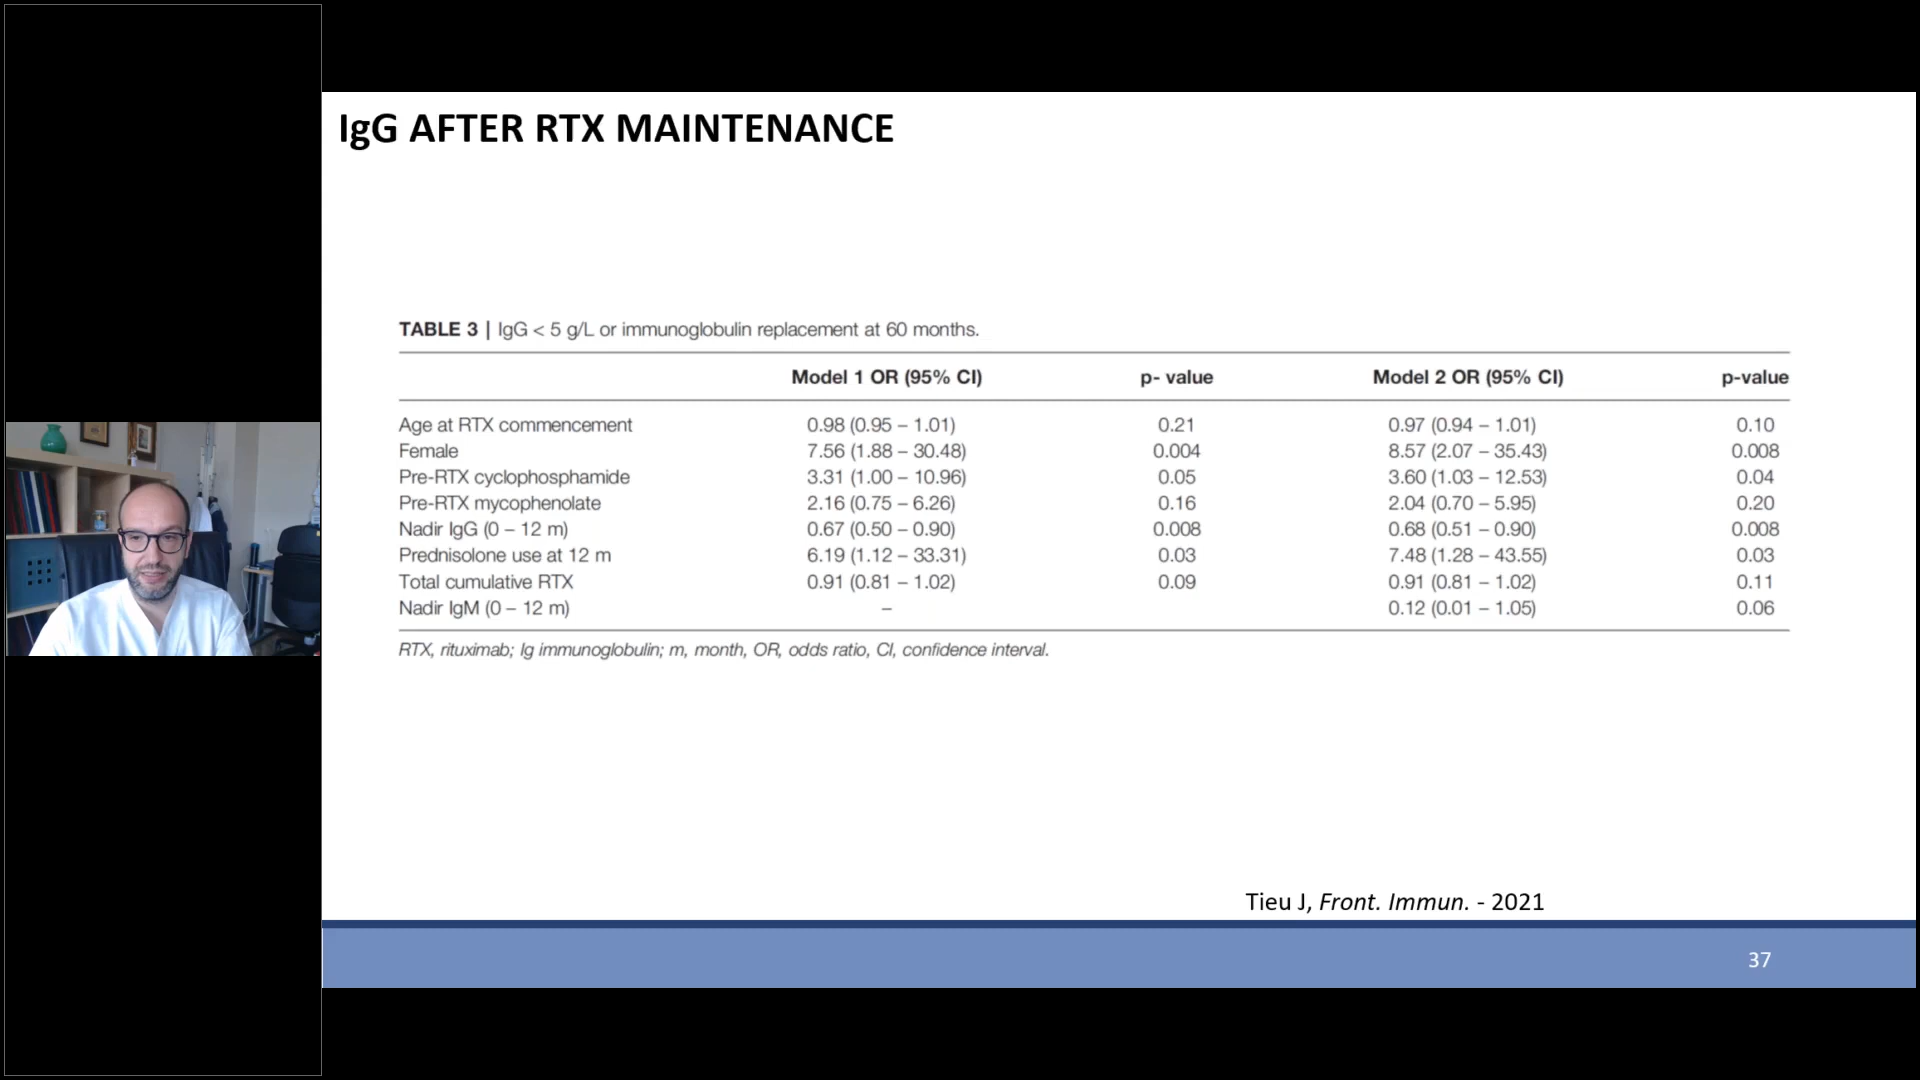 IgG AFTER RTX MAINTENANCE
TABLE 3 | IgG < 5 g/L or immunoglobulin replacement at 60 months.
Model 1 OR (95% CI) p- value Model 2 OR (95% CI) p-value
Age at RTX commencement 0.98 (0.95 – 1.01) 0.21 0.97 (0.94 – 1.01) 0.10
Female 7.56 (1.88 – 30.48) 0.004 8.57 (2.07 – 35.43) 0.008
Pre-RTX cyclophosphamide 3.31 (1.00 – 10.96) 0.05 3.60 (1.03 – 12.53) 0.04
Pre-RTX mycophenolate 2.16 (0.75 – 6.26) 0.16 2.04 (0.70 – 5.95) 0.20
Nadir IgG (0 – 12 m) 0.67 (0.50 – 0.90) 0.008 0.68 (0.51 – 0.90) 0.008
Prednisolone use at 12 m 6.19 (1.12 – 33.31) 0.03 7.48 (1.28 – 43.55) 0.03
Total cumulative RTX 0.91 (0.81 – 1.02) 0.09 0.91 (0.81 – 1.02) 0.11
Nadir IgM (0 – 12 m) – 0.12 (0.01 – 1.05) 0.06
RTX, rituximab; Ig immunoglobulin; m, month, OR, odds ratio, CI, confidence interval.
Tieu J, Front. Immun. - 2021
37